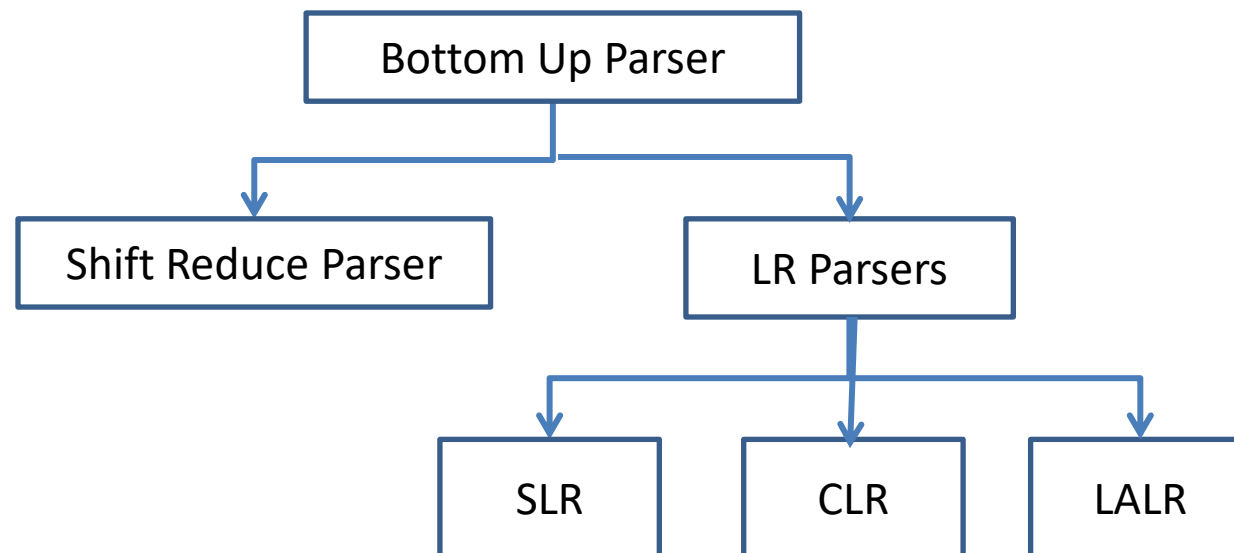 Bottom Up Parser
Shift Reduce Parser
LR Parsers
SLR
CLR
LALR